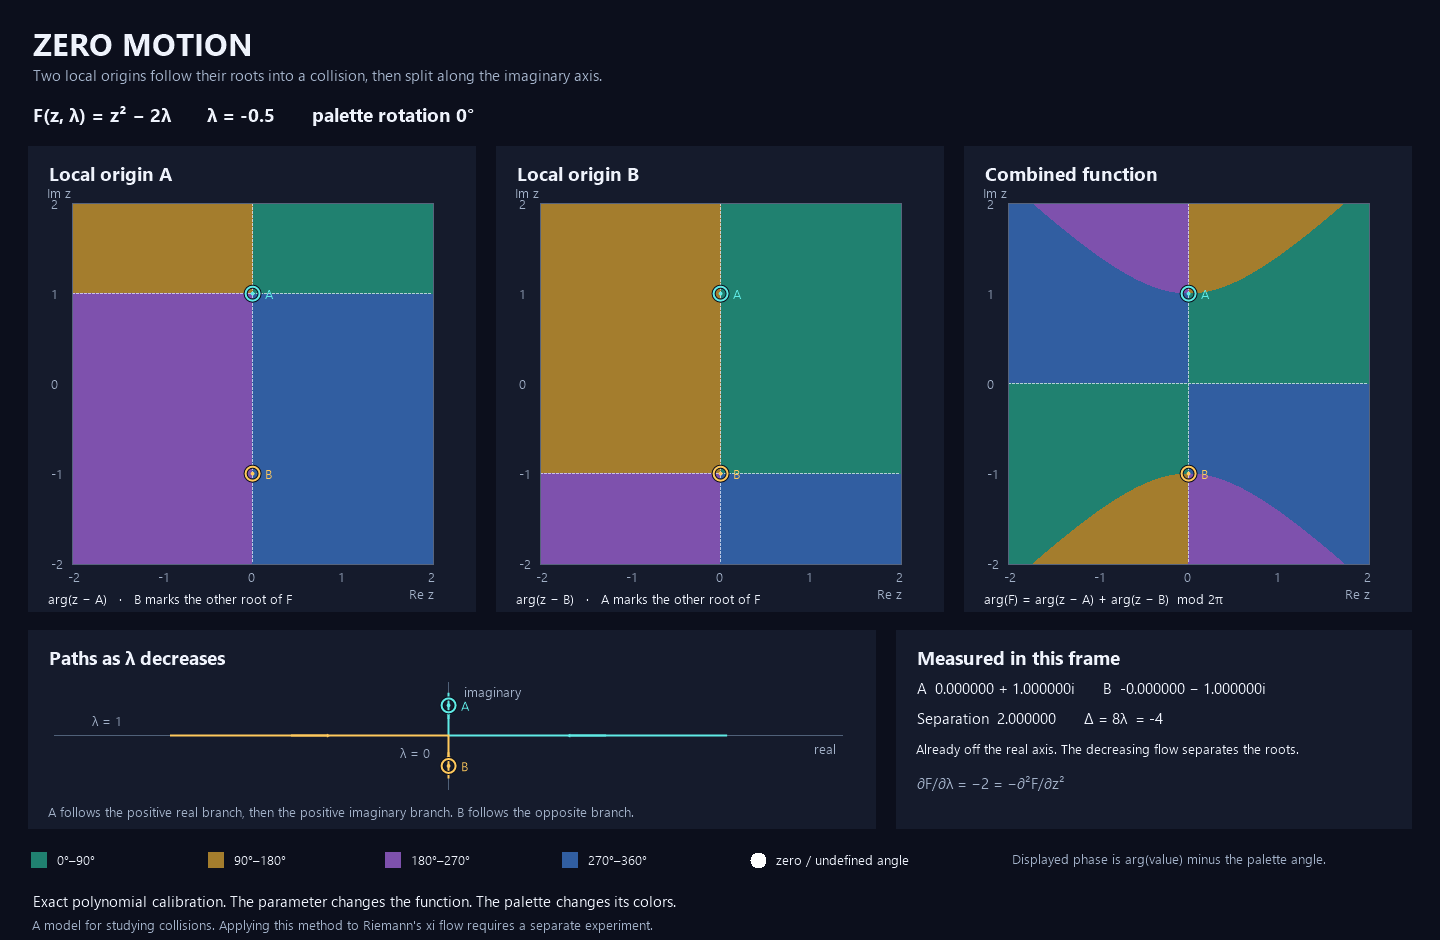 ZERO MOTION
Two local origins follow their roots into a collision, then split along the imaginary axis.
F(z, λ) = z² − 2λ λ = -0.5 palette rotation 0°
Local origin A
Im z
2
1
0
-1
-2
A
B
-2 -1 0 1 2
Re z
arg(z − A) · B marks the other root of F
Local origin B
Im z
2
1
0
-1
-2
A
B
-2 -1 0 1 2
Re z
arg(z − B) · A marks the other root of F
Combined function
Im z
2
1
0
-1
-2
A
B
-2 -1 0 1 2
Re z
arg(F) = arg(z − A) + arg(z − B) mod 2π
Paths as λ decreases
imaginary
A
λ = 1
λ = 0
real
B
A follows the positive real branch, then the positive imaginary branch. B follows the opposite branch.
Measured in this frame
A 0.000000 + 1.000000i B -0.000000 − 1.000000i
Separation 2.000000 Δ = 8λ = -4
Already off the real axis. The decreasing flow separates the roots.
∂F/∂λ = −2 = −∂²F/∂z²
0°–90° 90°–180° 180°–270° 270°–360° zero / undefined angle Displayed phase is arg(value) minus the palette angle.
Exact polynomial calibration. The parameter changes the function. The palette changes its colors.
A model for studying collisions. Applying this method to Riemann's xi flow requires a separate experiment.